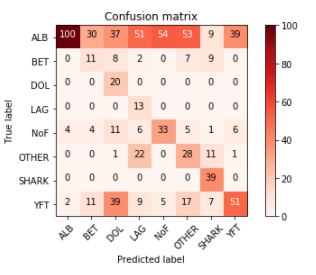 Confusion matrix
ALB 100 30 37 51 54 53 9 39
BET 0 11 8 2 0 7 9 0
DOL 0 0 20 0 0 0 0 0
LAG 0 0 0 13 0 0 0 0
NoF 4 4 11 6 33 5 1 6
OTHER 0 0 1 22 0 28 11 1
SHARK 0 0 0 0 0 0 39 0
YFT 2 11 39 9 5 17 7 51
True label
ALB BET DOL LAG NoF OTHER SHARK YFT
Predicted label
100
80
60
40
20
0